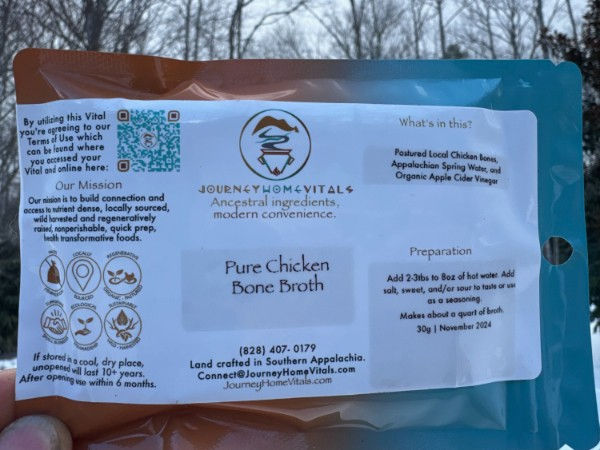 By utilizing this Vital
you're agreeing to our
Terms of Use which
can be found where
you accessed your
Vital and online here:
Our Mission
Our mission is to build connection and
access to nutrient dense, locally sourced,
wild harvested and regeneratively
raised, nonperishable, quick prep,
health transformative foods.
LOCALLY
SOURCED
REGENERATIVE
ECOLOGICAL
If stored in a cool, dry place,
unopened will last 10+ years.
After opening use within 6 months.
JOURNEYHOMEVITALS
Ancestral ingredients,
modern convenience.
Pure Chicken
Bone Broth
(828) 407- 0179
Land crafted in Southern Appalachia.
Connect@JourneyHomeVitals.com
JourneyHomeVitals.com
What's in this?
Pastured Local Chicken Bones,
Appalachian Spring Water, and
Organic Apple Cider Vinegar
Preparation
Add 2-3tbs to 8oz of hot water. Add
salt, sweet, and/or sour to taste or use
as a seasoning.
Makes about a quart of broth.
30g | November 2024